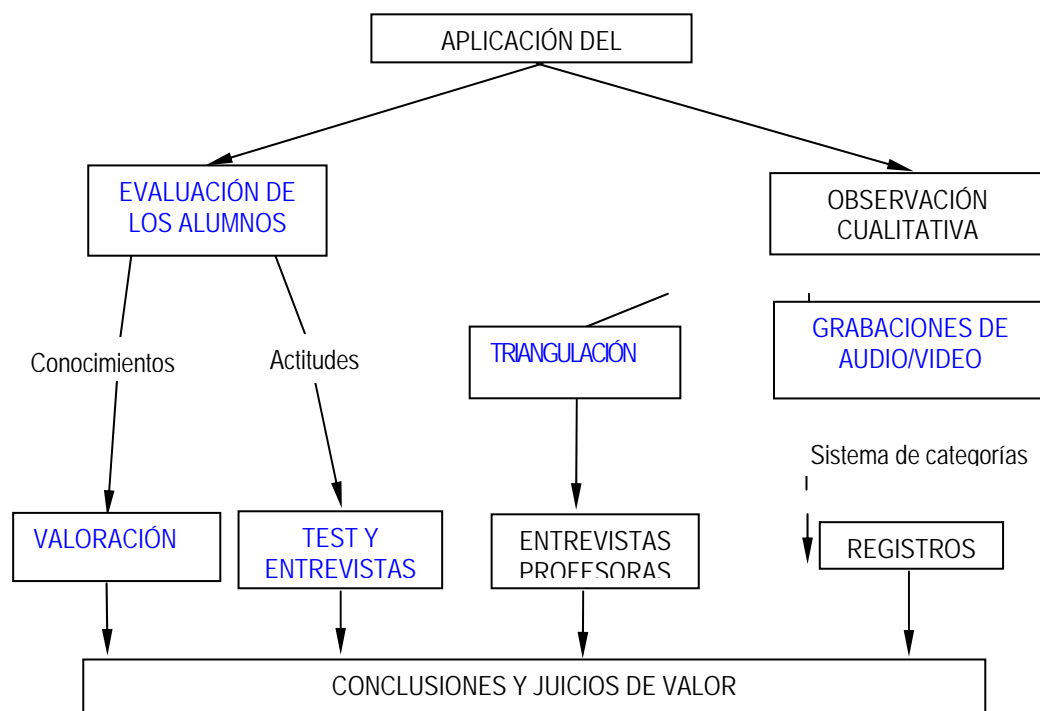 APLICACIÓN DEL
EVALUACIÓN DE
LOS ALUMNOS
OBSERVACIÓN
CUALITATIVA
TRIANGULACIÓN
GRABACIONES DE
AUDIO/VIDEO
Conocimientos
Actitudes
Sistema de categorías
VALORACIÓN
TEST Y
ENTREVISTAS
ENTREVISTAS
PROFESORAS
REGISTROS
CONCLUSIONES Y JUICIOS DE VALOR